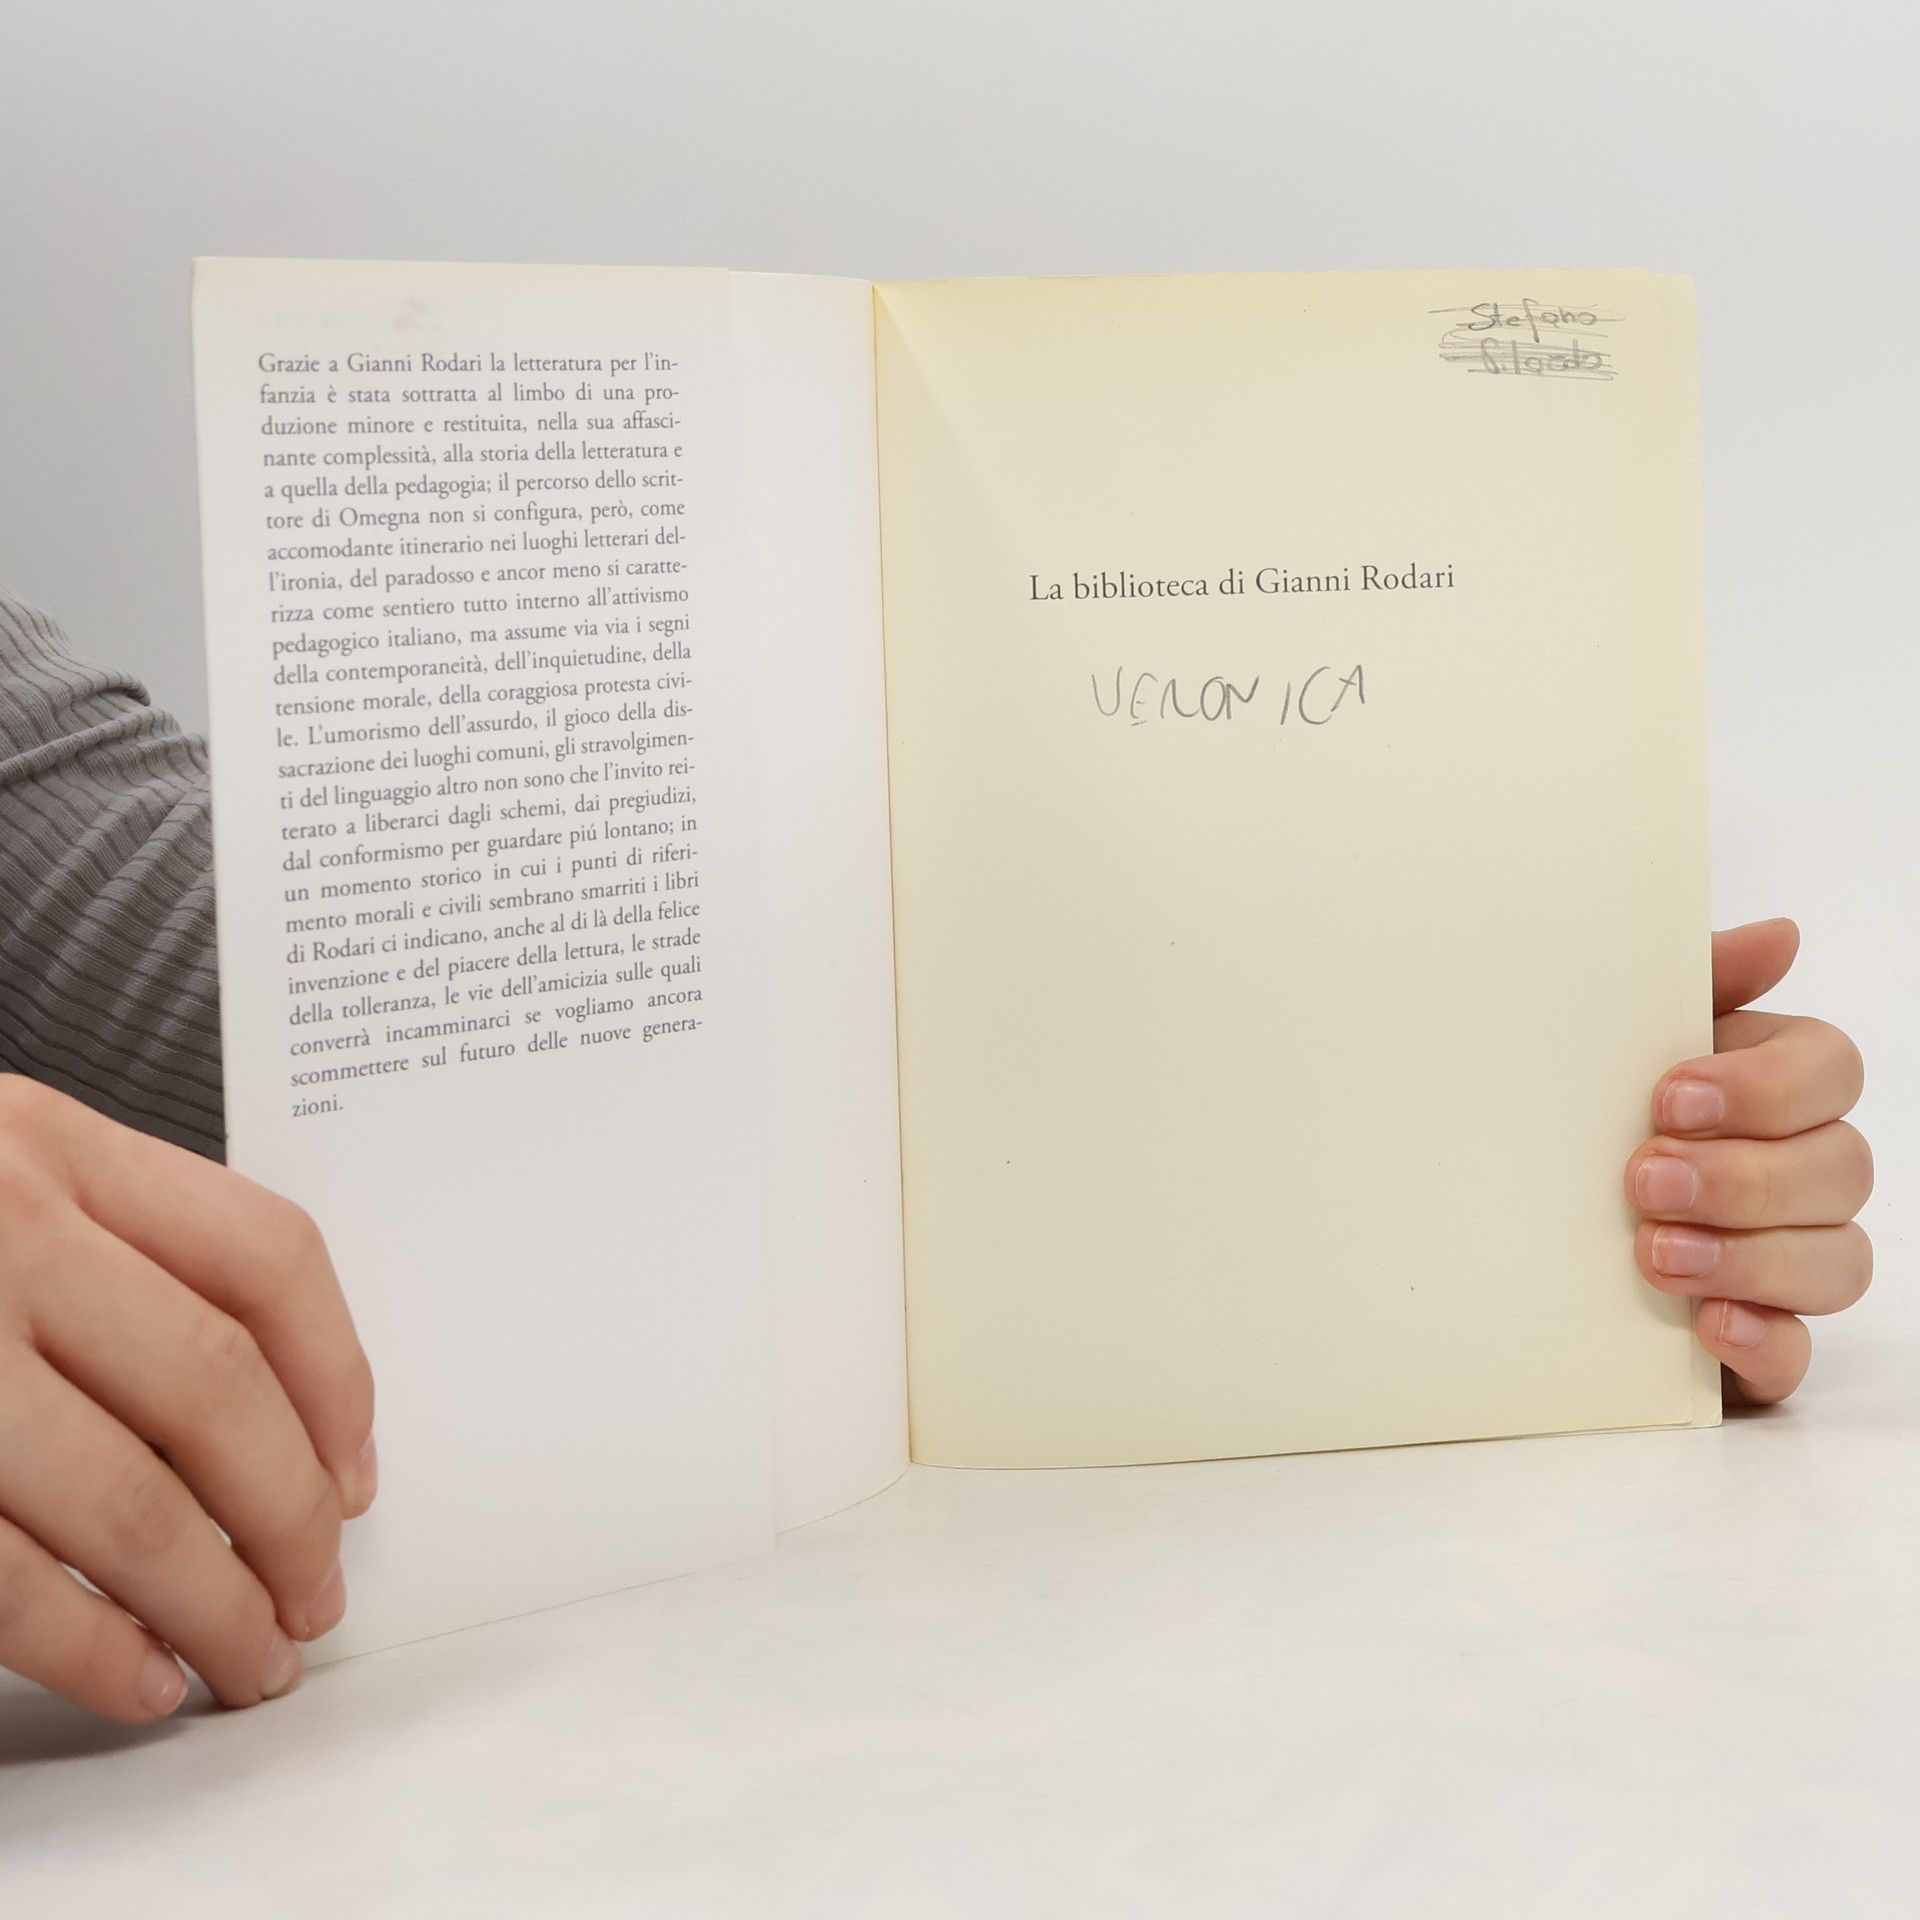 Grazie a Gianni Rodari la letteratura per l'in-
fanzia è stata sottratta al limbo di una pro-
duzione minore e restituita, nella sua affasci-
nante complessità, alla storia della letteratura e
a quella della pedagogia; il percorso dello scrit-
tore di Omegna non si configura, però, come
accomodante itinerario nei luoghi letterari del-
l'ironia, del paradosso e ancor meno si caratte-
rizza come sentiero tutto interno all'attivismo
pedagogico italiano, ma assume via via i segni
della contemporaneità, dell'inquietudine, della
tensione morale, della coraggiosa protesta civi-
le. L'umorismo dell'assurdo, il gioco della dis-
sacrazione dei luoghi comuni, gli stravolgimen-
ti del linguaggio altro non sono che l'invito rei-
terato a liberarci dagli schemi, dai pregiudizi,
dal conformismo per guardare piú lontano; in
un momento storico in cui i punti di riferi-
mento morali e civili sembrano smarriti i libri
di Rodari ci indicano, anche al di là della felice
invenzione e del piacere della lettura, le strade
della tolleranza, le vie dell'amicizia sulle quali
converrà incamminarci se vogliamo ancora
scommettere sul futuro delle nuove genera-
zioni.
Stefano
La biblioteca di Gianni Rodari
VERONICA